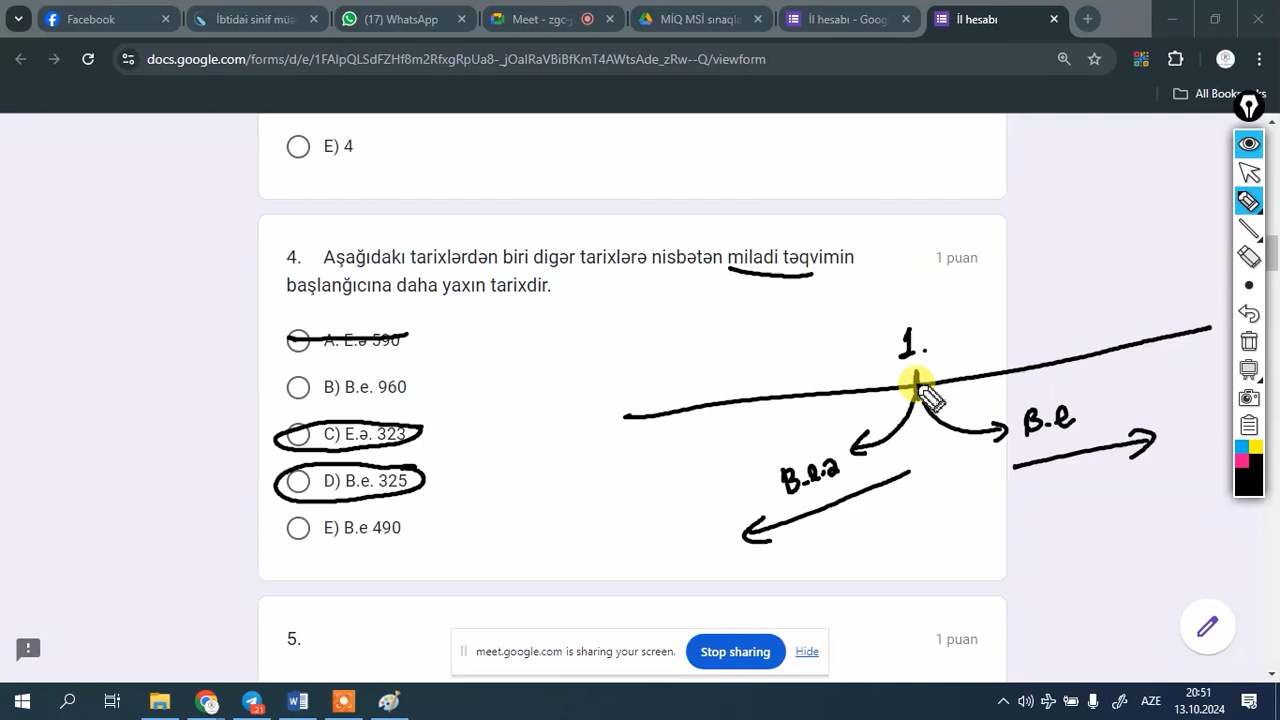 Facebook
İbtidai sinif müə
(17) WhatsApp
Meet - zgc-j
MİQ MSİ sınaqla
İl hesabı - Goog
İl hesabı
docs.google.com/forms/d/e/1FAIpQLSdFZHf8m2RfxgRpUa8-_jOaIRaVBiBfKmT4AWtsAde_zRw--Q/viewform
All Bookmarks
E) 4
4. Aşağıdakı tarixlərdən biri digər tarixlərə nisbətən miladi təqvimin
1 puan
başlanğıcına daha yaxın tarixdir.
A. E.ə 590
B) B.e. 960
C) E.ə. 323
D) B.e. 325
E) B.e 490
1.
B.e
B.e.ə
5.
1 puan
meet.google.com is sharing your screen.
Stop sharing
Hide
21
AZE
20:51
13.10.2024